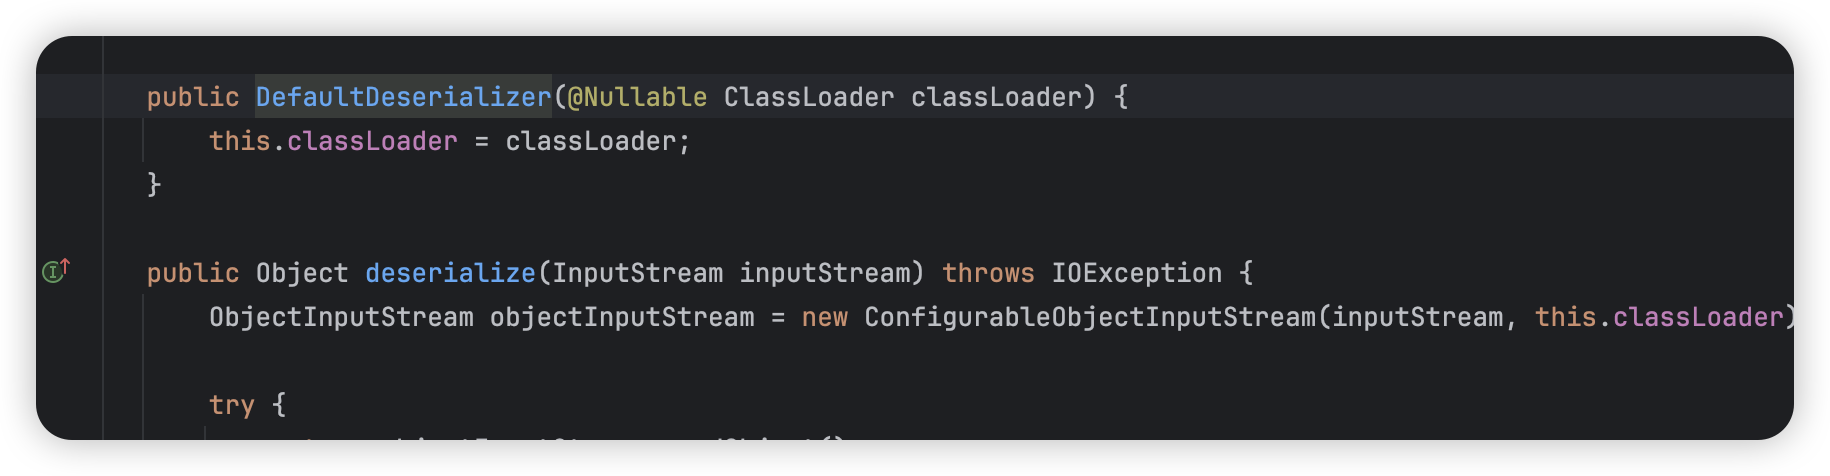 public DefaultDeserializer(@Nullable ClassLoader classLoader) {
this.classLoader = classLoader;
}
public Object deserialize(InputStream inputStream) throws IOException {
ObjectInputStream objectInputStream = new ConfigurableObjectInputStream(inputStream, this.classLoader)
try {